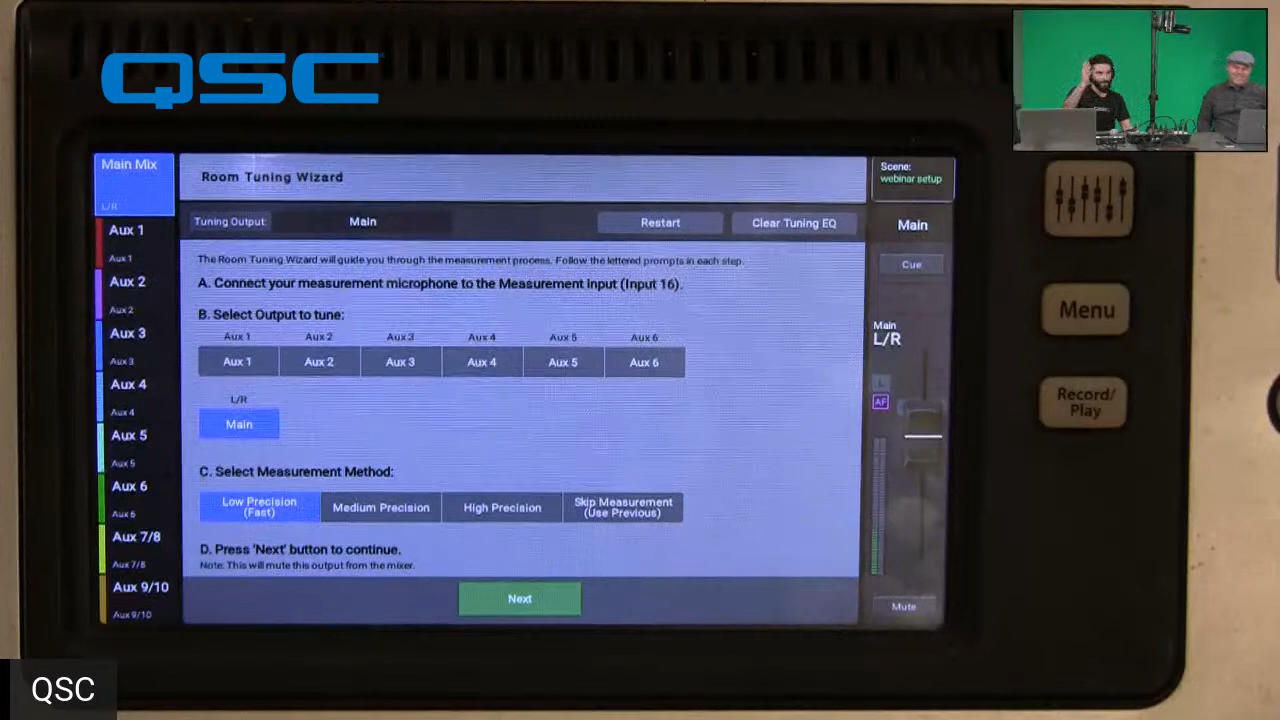 QSC
Main Mix
L/R
Room Tuning Wizard
Scene:
webinar setup
Tuning Output:
Main
Restart
Clear Tuning EQ
Main
Aux 1
Aux 1
The Room Tuning Wizard will guide you through the measurement process. Follow the lettered prompts in each step.
Cue
A. Connect your measurement microphone to the Measurement input (Input 16).
Aux 2
Aux 2
B. Select Output to tune:
Aux 1
Aux 2
Aux 3
Aux 4
Aux 5
Aux 6
Aux 1
Aux 2
Aux 3
Aux 4
Aux 5
Aux 6
Menu
Aux 3
Aux 3
Main
L/R
L
AF
Aux 4
Aux 4
L/R
Main
Record/
Play
Aux 5
Aux 5
C. Select Measurement Method:
Low Precision
(Fast)
Medium Precision
High Precision
Skip Measurement
(Use Previous)
Aux 6
Aux 6
Aux 7/8
Aux 7/8
D. Press 'Next' button to continue.
Note: This will mute this output from the mixer.
Aux 9/10
Aux 9/10
Next
Mute
QSC